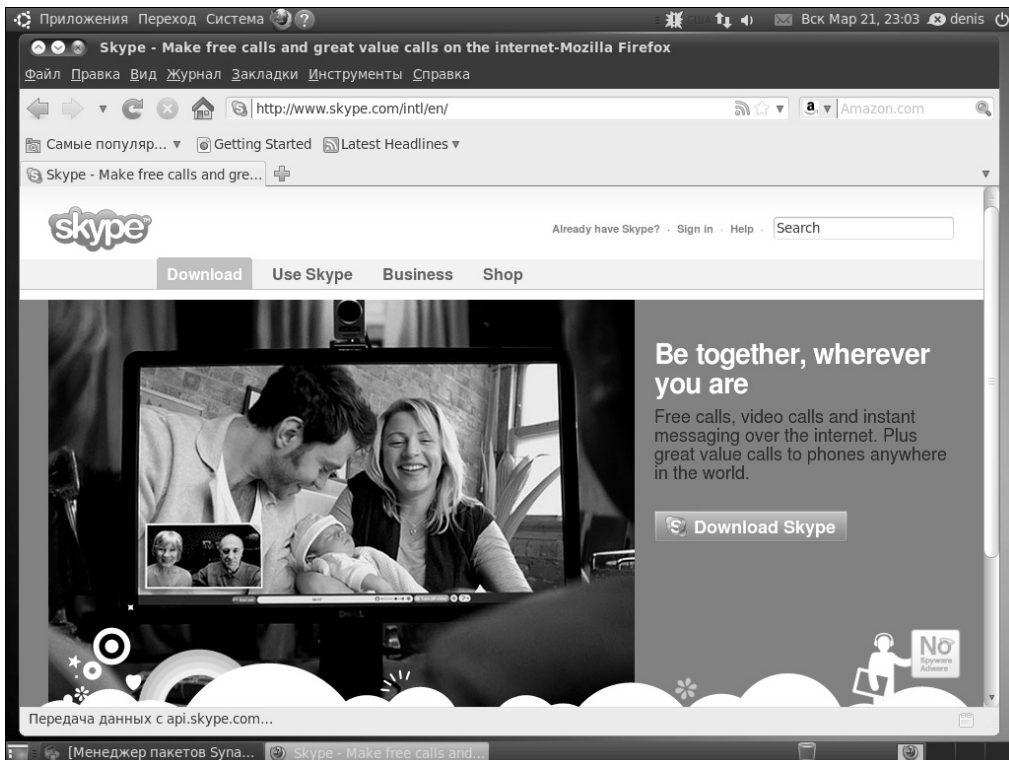 Приложения Переход Система
США Вск Мар 21, 23:03 denis
Skype - Make free calls and great value calls on the internet-Mozilla Firefox
Файл Правка Вид Журнал Закладки Инструменты Справка
http://www.skype.com/intl/en/
a Amazon.com
Самые популяр... Getting Started Latest Headlines
Skype - Make free calls and gre...
skype™
Already have Skype? · Sign in · Help · Search
Download Use Skype Business Shop
Be together, wherever
you are
Free calls, video calls and instant
messaging over the internet. Plus
great value calls to phones anywhere
in the world.
Download Skype
DELL
No
Spyware
Adware
Передача данных с api.skype.com...
[Менеджер пакетов Syna... Skype - Make free calls and...